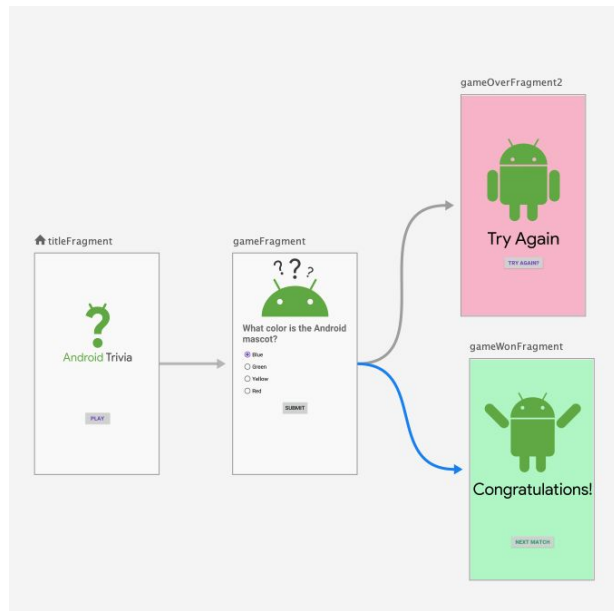 titleFragment
Android Trivia
PLAY
gameFragment
? ? ?
What color is the Android
mascot?
Blue
Green
Yellow
Red
SUBMIT
gameOverFragment2
Try Again
TRY AGAIN?
gameWonFragment
Congratulations!
NEXT MATCH